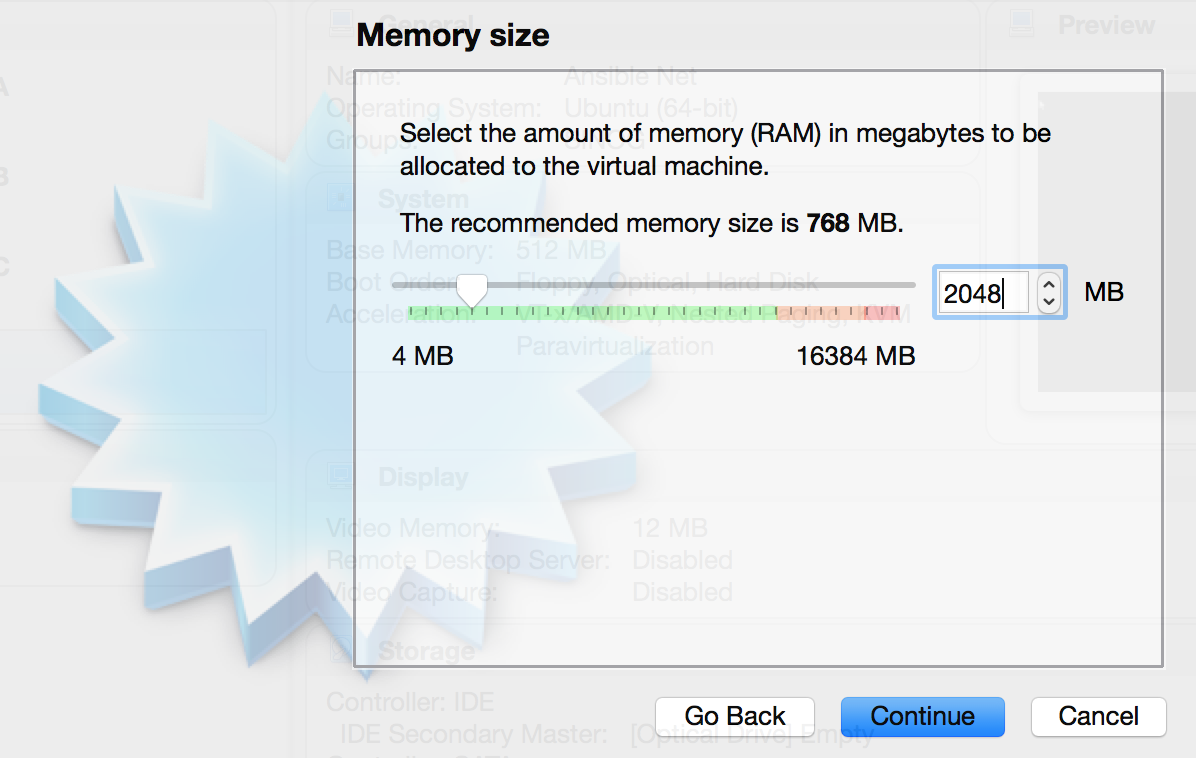 General
Preview
Memory size
Name: Ansible Net
Operating System: Ubuntu (64-bit)
Groups:
Select the amount of memory (RAM) in megabytes to be
allocated to the virtual machine.
System
The recommended memory size is 768 MB.
Base Memory: 512 MB
Boot Order: Floppy, Optical, Hard Disk
2048 MB
Acceleration: VT-x/AMD-V, Nested Paging, KVM
Paravirtualization
4 MB 16384 MB
Display
Video Memory: 12 MB
Remote Desktop Server: Disabled
Video Capture: Disabled
Storage
Controller: IDE
IDE Secondary Master: [Optical Drive] Empty
Go Back Continue Cancel